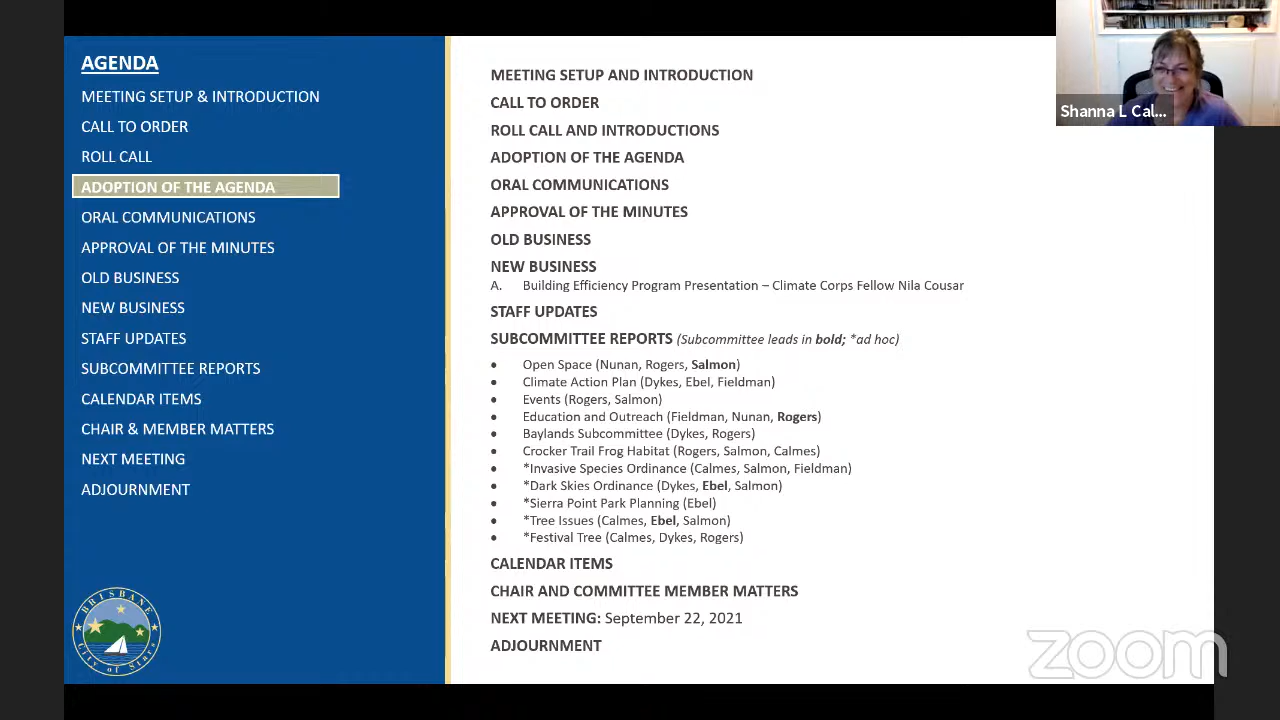 AGENDA
MEETING SETUP & INTRODUCTION
CALL TO ORDER
ROLL CALL
ADOPTION OF THE AGENDA
ORAL COMMUNICATIONS
APPROVAL OF THE MINUTES
OLD BUSINESS
NEW BUSINESS
STAFF UPDATES
SUBCOMMITTEE REPORTS
CALENDAR ITEMS
CHAIR & MEMBER MATTERS
NEXT MEETING
ADJOURNMENT
BRISBANE
City of Stars
MEETING SETUP AND INTRODUCTION
CALL TO ORDER
ROLL CALL AND INTRODUCTIONS
ADOPTION OF THE AGENDA
ORAL COMMUNICATIONS
APPROVAL OF THE MINUTES
OLD BUSINESS
NEW BUSINESS
A. Building Efficiency Program Presentation – Climate Corps Fellow Nila Cousar
STAFF UPDATES
SUBCOMMITTEE REPORTS (Subcommittee leads in bold; *ad hoc)
• Open Space (Nunan, Rogers, Salmon)
• Climate Action Plan (Dykes, Ebel, Fieldman)
• Events (Rogers, Salmon)
• Education and Outreach (Fieldman, Nunan, Rogers)
• Baylands Subcommittee (Dykes, Rogers)
• Crocker Trail Frog Habitat (Rogers, Salmon, Calmes)
• *Invasive Species Ordinance (Calmes, Salmon, Fieldman)
• *Dark Skies Ordinance (Dykes, Ebel, Salmon)
• *Sierra Point Park Planning (Ebel)
• *Tree Issues (Calmes, Ebel, Salmon)
• *Festival Tree (Calmes, Dykes, Rogers)
CALENDAR ITEMS
CHAIR AND COMMITTEE MEMBER MATTERS
NEXT MEETING: September 22, 2021
ADJOURNMENT
Shanna L Cal...
zoom